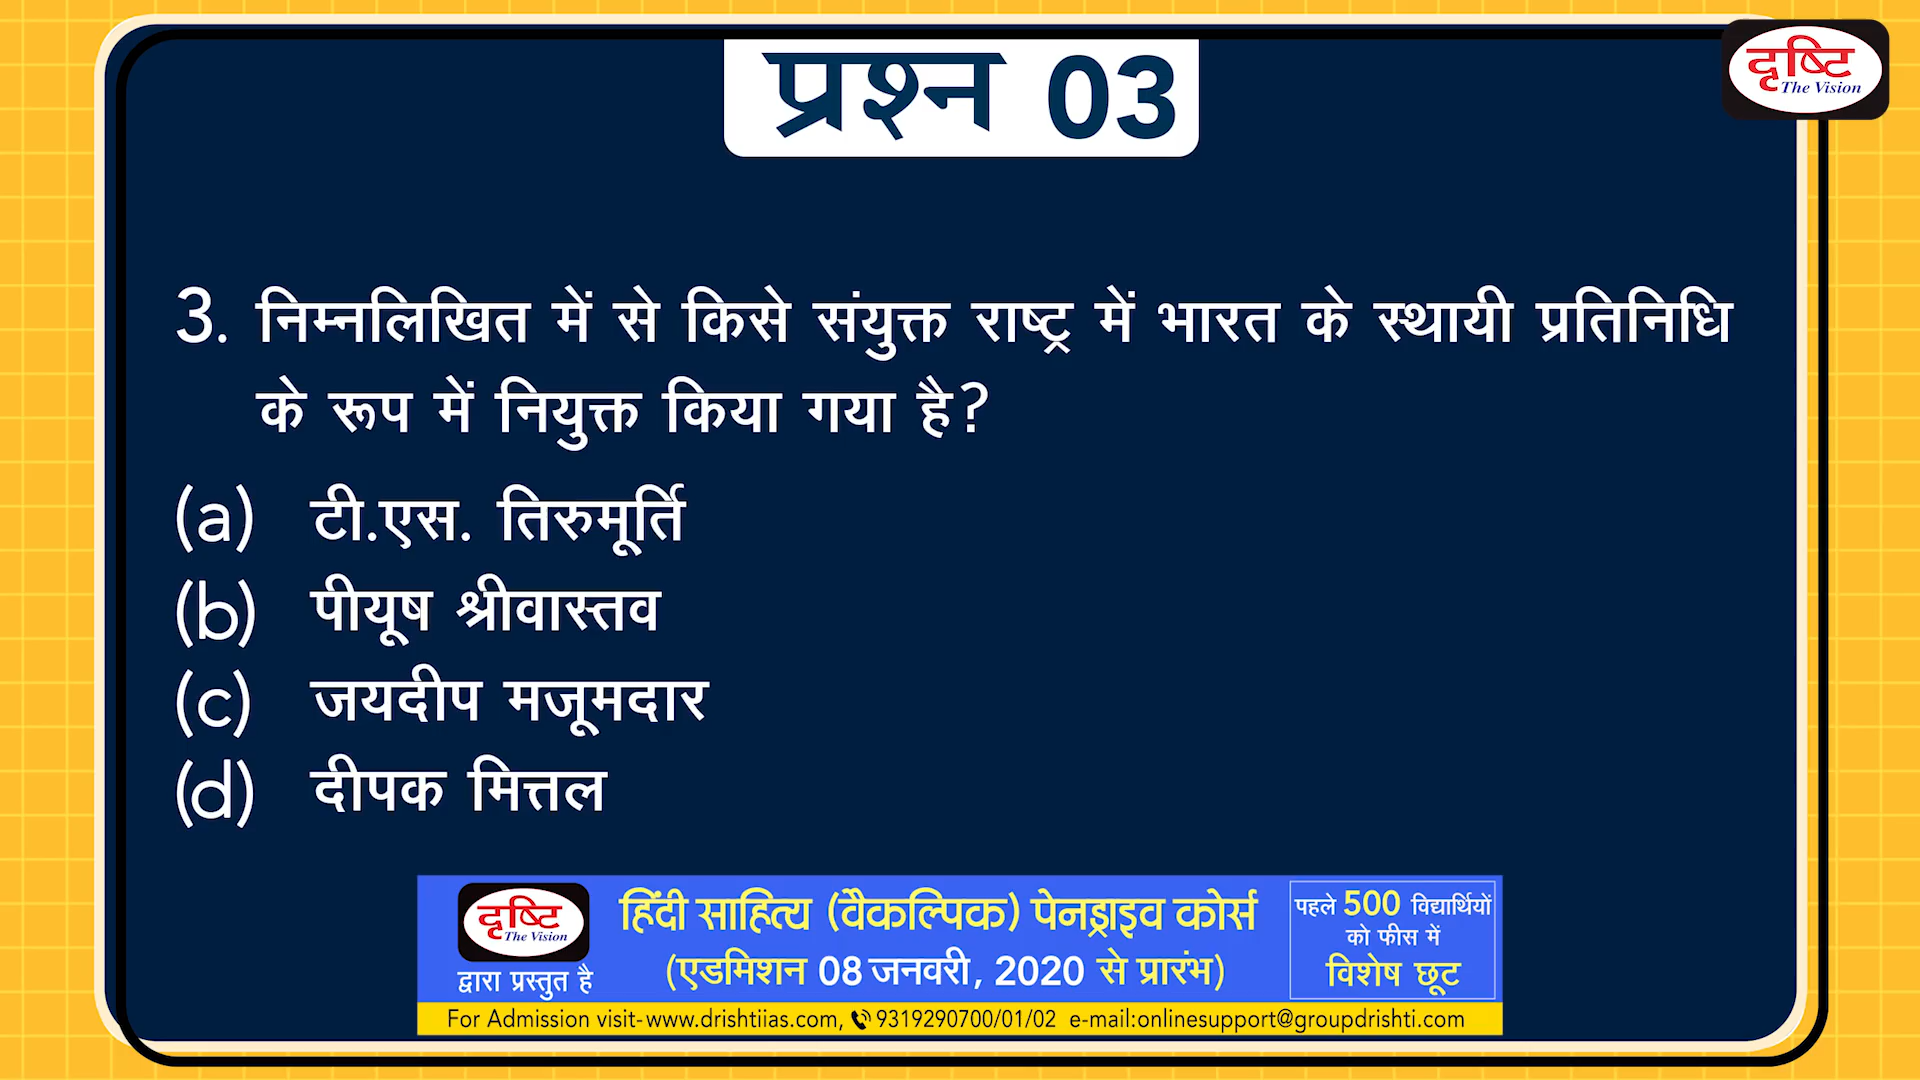 प्रश्न 03
दृष्टि
The Vision
3. निम्नलिखित में से किसे संयुक्त राष्ट्र में भारत के स्थायी प्रतिनिधि
के रूप में नियुक्त किया गया है?
(a) टी.एस. तिरुमूर्ति
(b) पीयूष श्रीवास्तव
(c) जयदीप मजूमदार
(d) दीपक मित्तल
दृष्टि
The Vision
द्वारा प्रस्तुत है
हिंदी साहित्य (वैकल्पिक) पेनड्राइव कोर्स
(एडमिशन 08 जनवरी, 2020 से प्रारंभ)
पहले 500 विद्यार्थियों
को फीस में
विशेष छूट
For Admission visit-www.drishtiias.com, 9319290700/01/02 e-mail:onlinesupport@groupdrishti.com